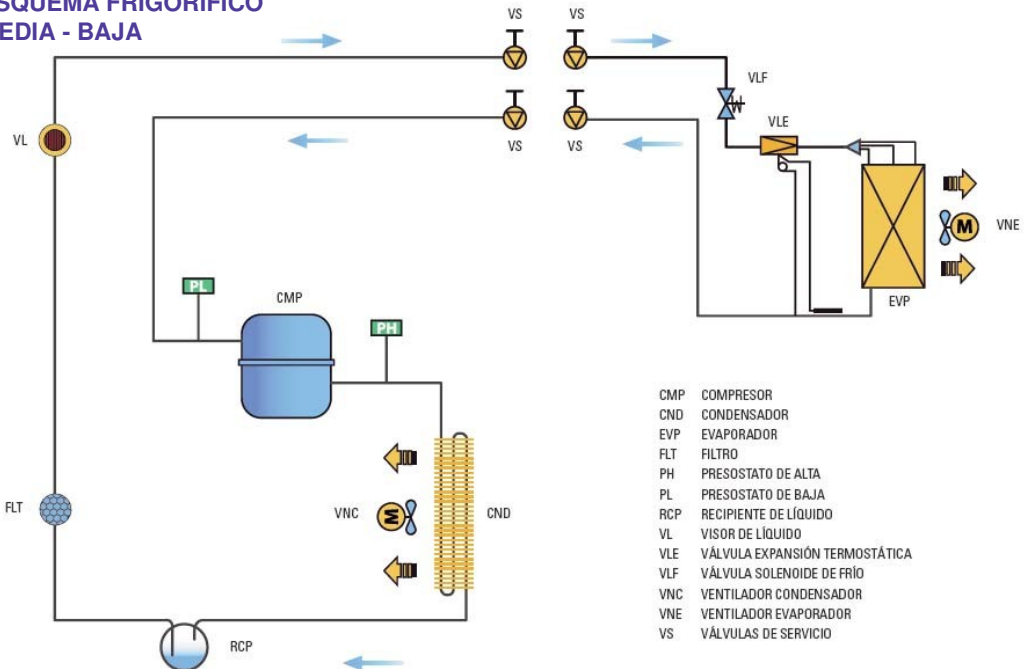 SQUEMA FRIGORÍFICO
EDIA - BAJA
VS VS
VLF
VL
VLE
VS VS
VNE
M
PL
CMP
EVP
PH
CMP COMPRESOR
CND CONDENSADOR
EVP EVAPORADOR
FLT FILTRO
PH PRESOSTATO DE ALTA
PL PRESOSTATO DE BAJA
RCP RECIPIENTE DE LÍQUIDO
VL VISOR DE LÍQUIDO
VLE VÁLVULA EXPANSIÓN TERMOSTÁTICA
VLF VÁLVULA SOLENOIDE DE FRÍO
VNC VENTILADOR CONDENSADOR
VNE VENTILADOR EVAPORADOR
VS VÁLVULAS DE SERVICIO
FLT
VNC
M
CND
RCP